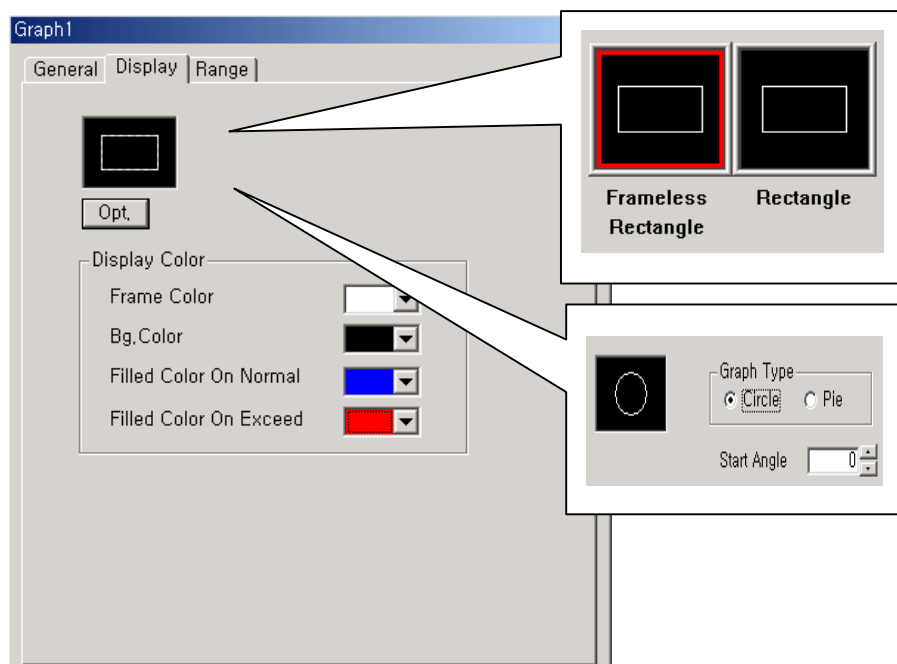 Graph1
General Display Range
Opt.
Display Color
Frame Color
Bg.Color
Filled Color On Normal
Filled Color On Exceed
Frameless
Rectangle
Rectangle
Graph Type
Circle Pie
Start Angle 0